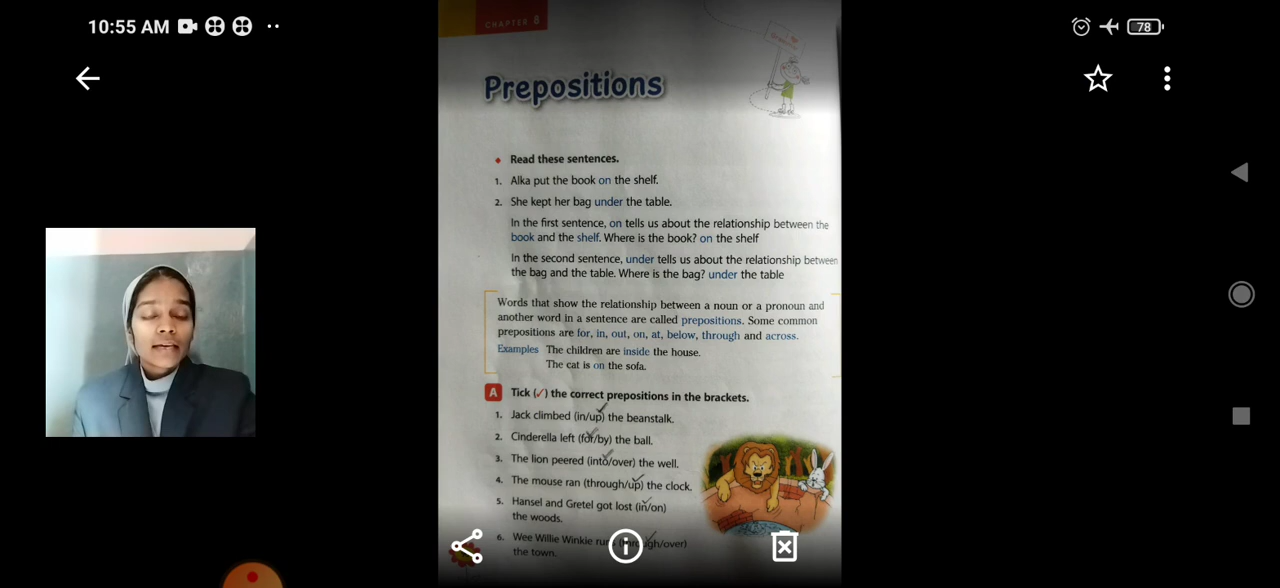 10:55 AM
78
CHAPTER 6
Prepositions
Read these sentences.
1. Alka put the book on the shelf.
2. She kept her bag under the table.
In the first sentence, on tells us about the relationship between the
book and the shelf. Where is the book? on the shelf
In the second sentence, under tells us about the relationship between
the bag and the table. Where is the bag? under the table
Words that show the relationship between a noun or a pronoun and
another word in a sentence are called prepositions. Some common
prepositions are for, in, out, on, at, below, through and across.
Examples The children are inside the house.
The cat is on the sofa.
A Tick (✓) the correct prepositions in the brackets.
1. Jack climbed (in/up) the beanstalk.
2. Cinderella left (for/by) the ball.
3. The lion peered (into/over) the well.
4. The mouse ran (through/up) the clock.
5. Hansel and Gretel got lost (in/on)
the woods.
6. Wee Willie Winkie (through/over)
the town.